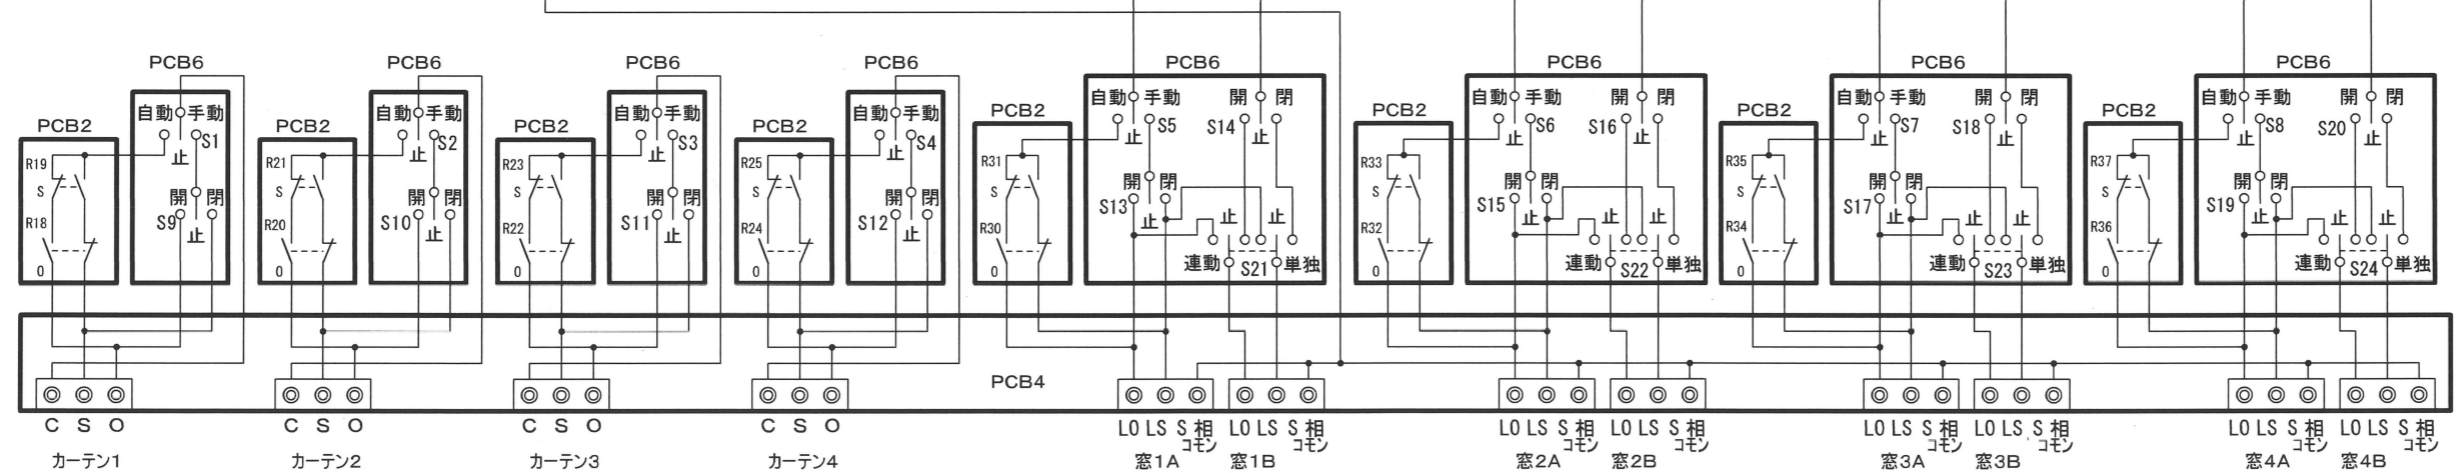 PCB6
PCB6
PCB6
PCB6
PCB6
PCB6
PCB6
PCB6
自動 手動
自動 手動
自動 手動
自動 手動
自動 手動 開 閉
自動 手動 開 閉
自動 手動 開 閉
自動 手動 開 閉
PCB2
PCB2
PCB2
PCB2
PCB2
PCB2
PCB2
PCB2
S1
止
S2
止
S3
止
S4
止
S5
止
S14
止
S6
止
S16
止
S7
止
S18
止
S8
止
S20
止
R19
S
R18
O
R21
S
R20
O
R23
S
R22
O
R25
S
R24
O
R31
S
R30
O
R33
S
R32
O
R35
S
R34
O
R37
S
R36
O
開 閉
S9
止
開 閉
S10
止
開 閉
S11
止
開 閉
S12
止
開 閉
S13
止
止 止
連動 S21 単独
開 閉
S15
止
止 止
連動 S22 単独
開 閉
S17
止
止 止
連動 S23 単独
開 閉
S19
止
止 止
連動 S24 単独
PCB4
C S O
カーテン1
C S O
カーテン2
C S O
カーテン3
C S O
カーテン4
LO LS S相
コモン
窓1A
LO LS S相
コモン
窓1B
LO LS S相
コモン
窓2A
LO LS S相
コモン
窓2B
LO LS S相
コモン
窓3A
LO LS S相
コモン
窓3B
LO LS S相
コモン
窓4A
LO LS S相
コモン
窓4B